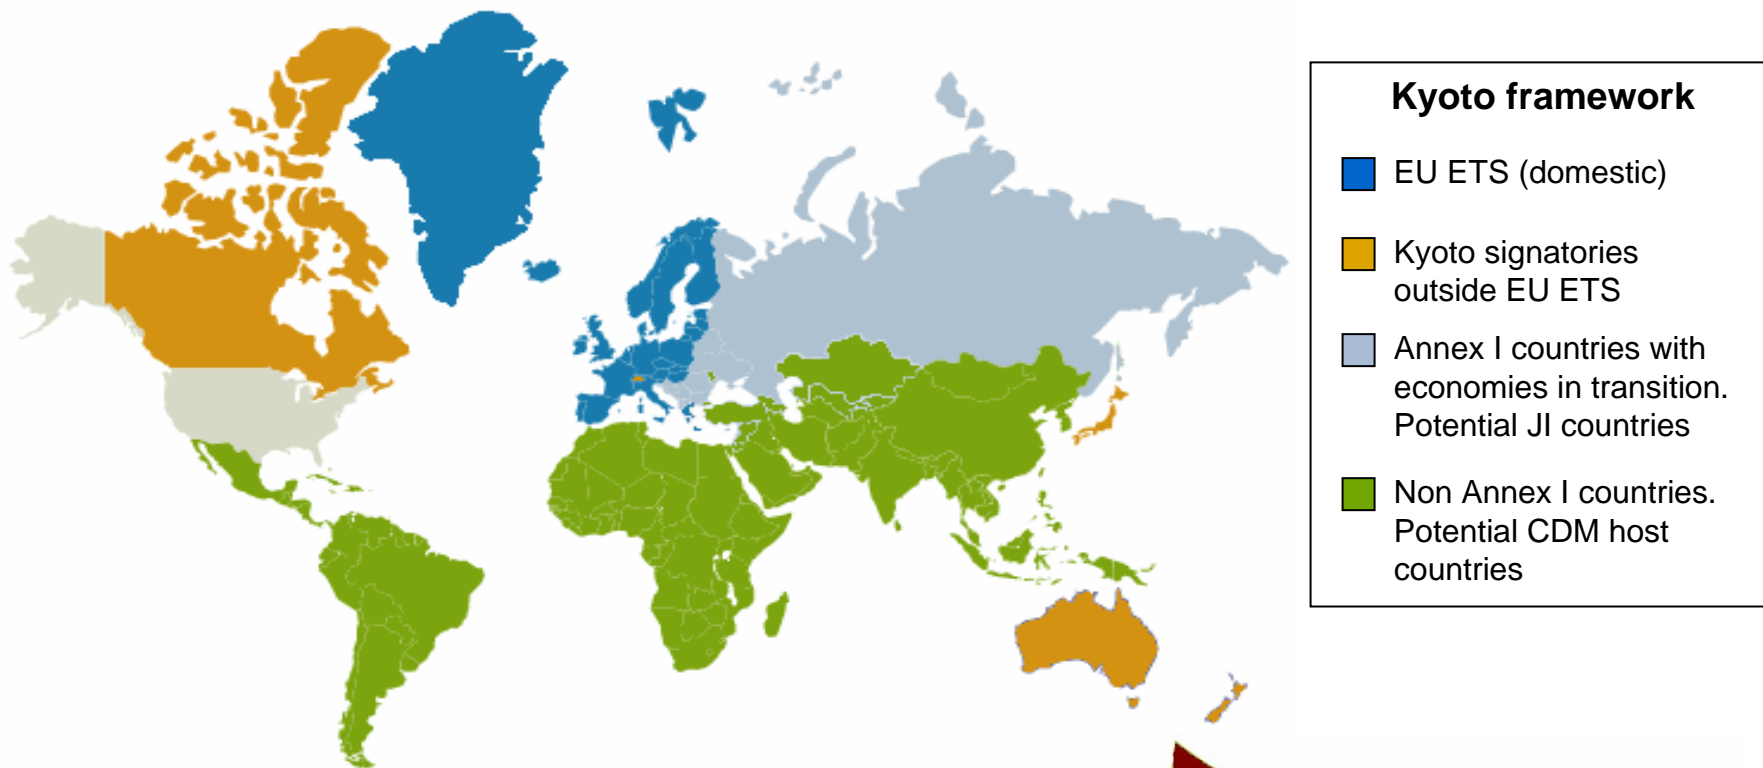 Kyoto framework
EU ETS (domestic)
Kyoto signatories
outside EU ETS
Annex I countries with
economies in transition.
Potential JI countries
Non Annex I countries.
Potential CDM host
countries